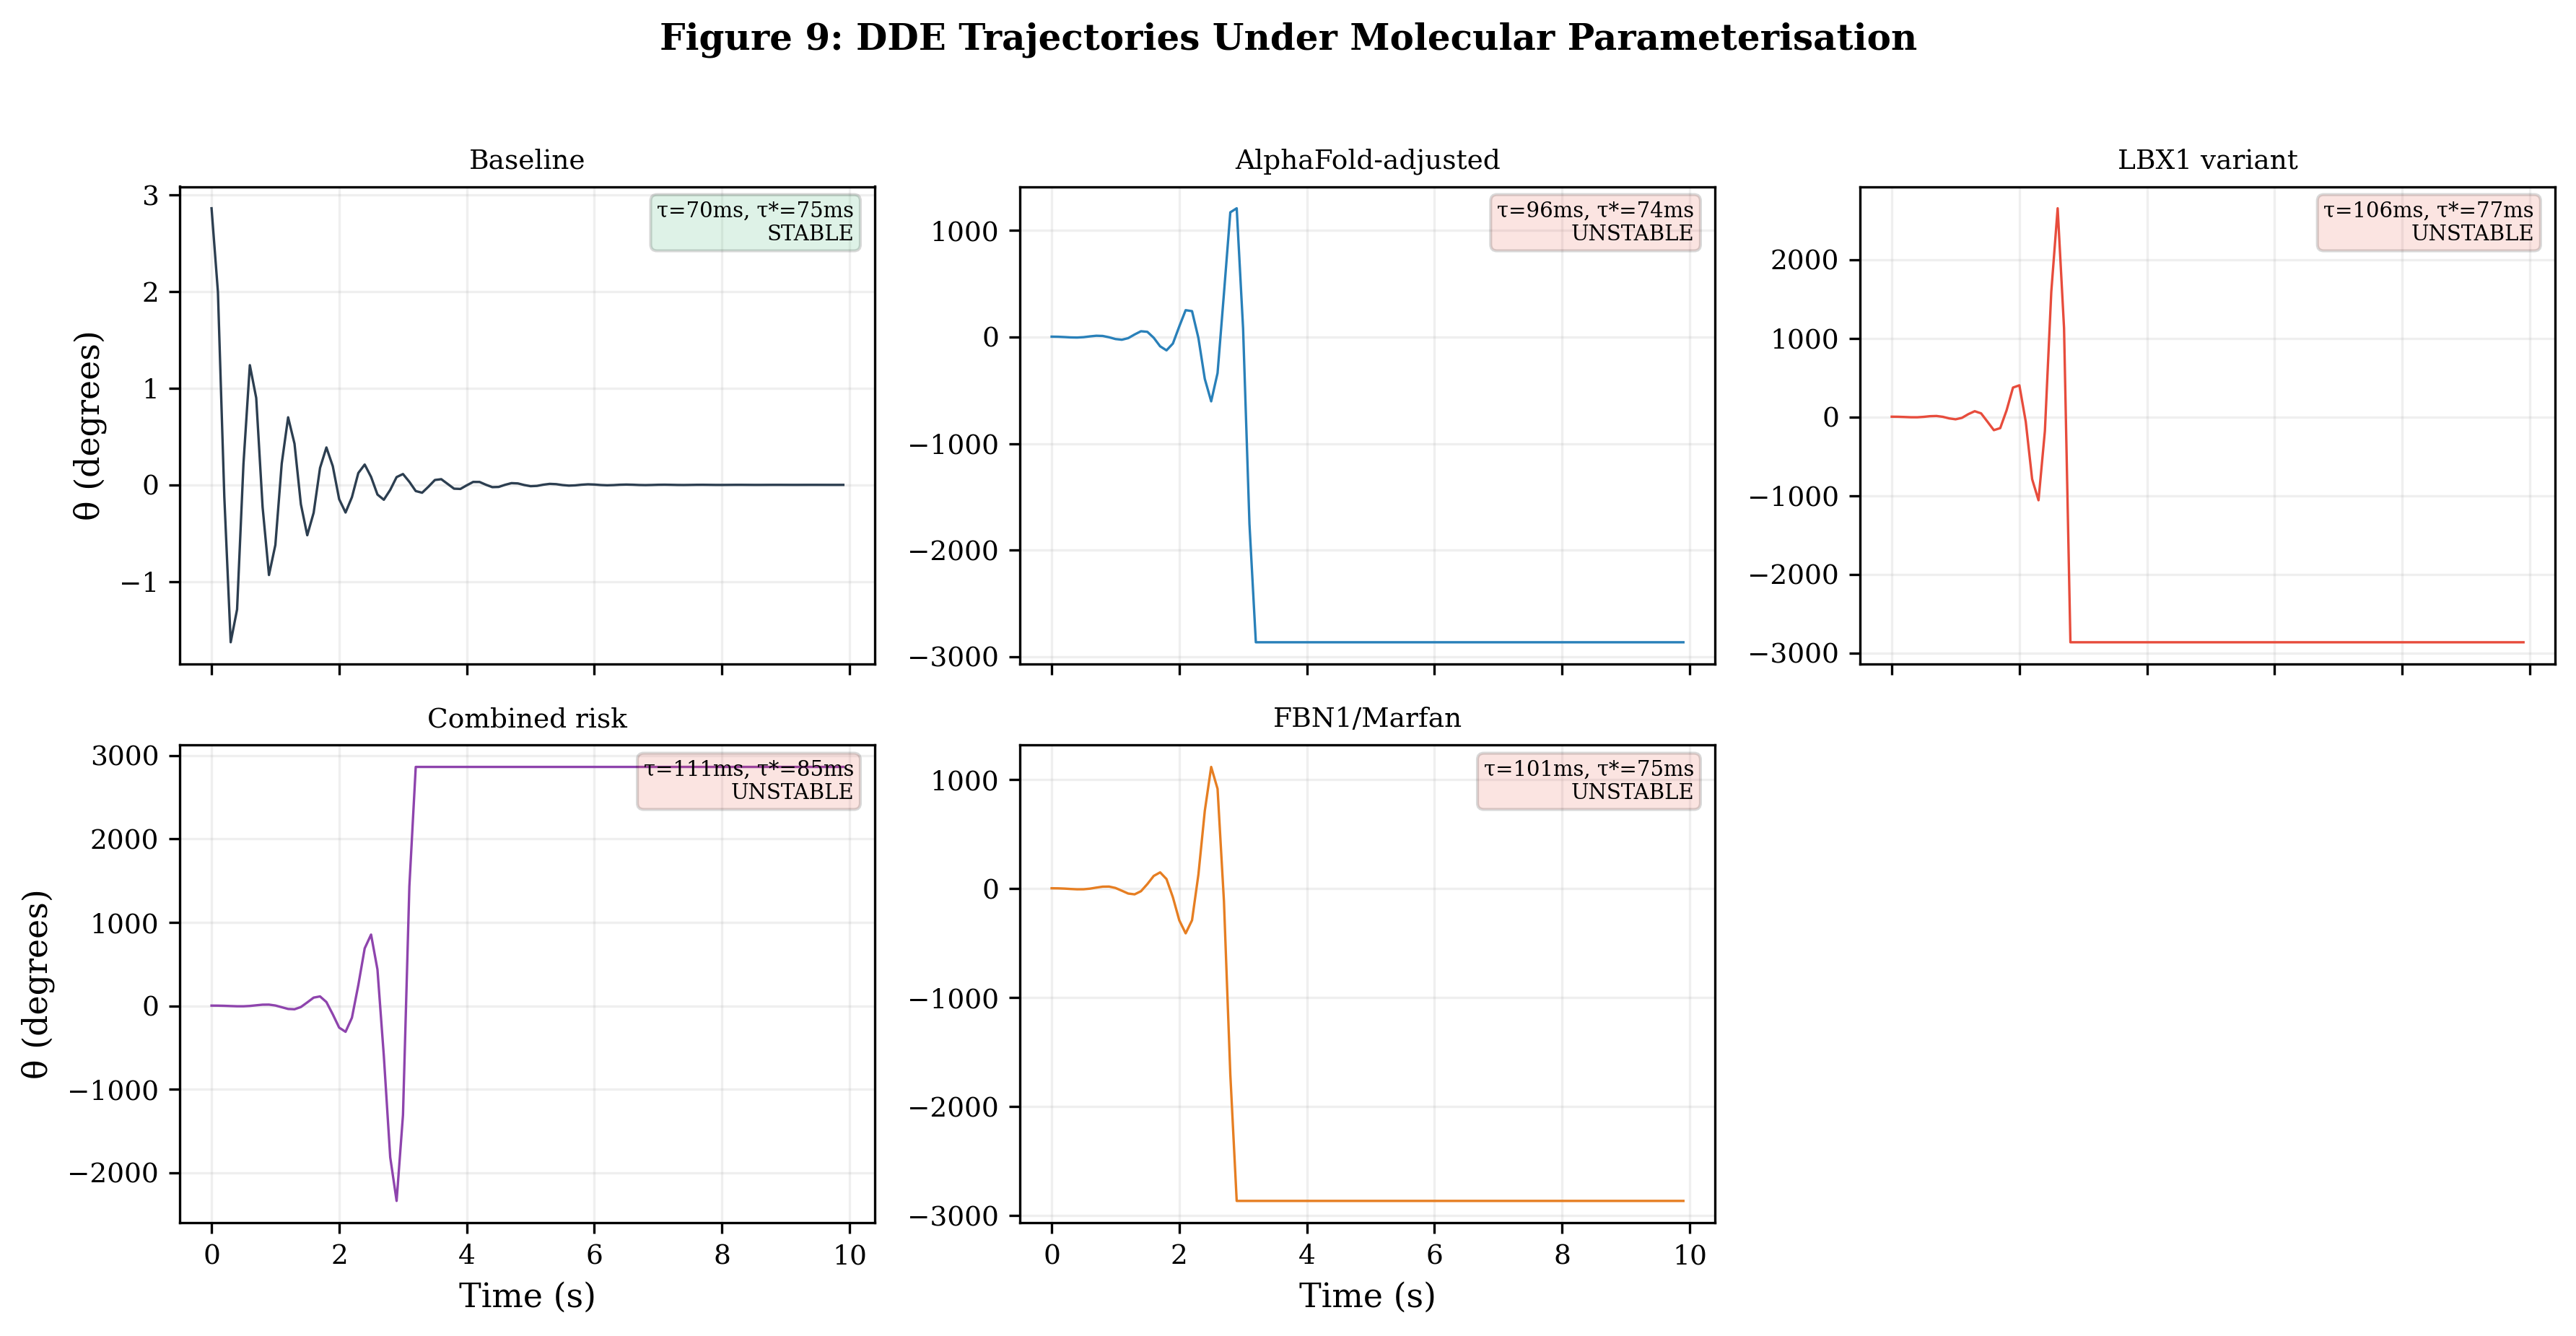 Figure 9: DDE Trajectories Under Molecular Parameterisation
Baseline
τ=70ms, τ*=75ms
STABLE
3
2
1
0
−1
θ (degrees)
AlphaFold-adjusted
τ=96ms, τ*=74ms
UNSTABLE
1000
0
−1000
−2000
−3000
LBX1 variant
τ=106ms, τ*=77ms
UNSTABLE
2000
1000
0
−1000
−2000
−3000
Combined risk
τ=111ms, τ*=85ms
UNSTABLE
3000
2000
1000
0
−1000
−2000
θ (degrees)
0 2 4 6 8 10
Time (s)
FBN1/Marfan
τ=101ms, τ*=75ms
UNSTABLE
1000
0
−1000
−2000
−3000
0 2 4 6 8 10
Time (s)